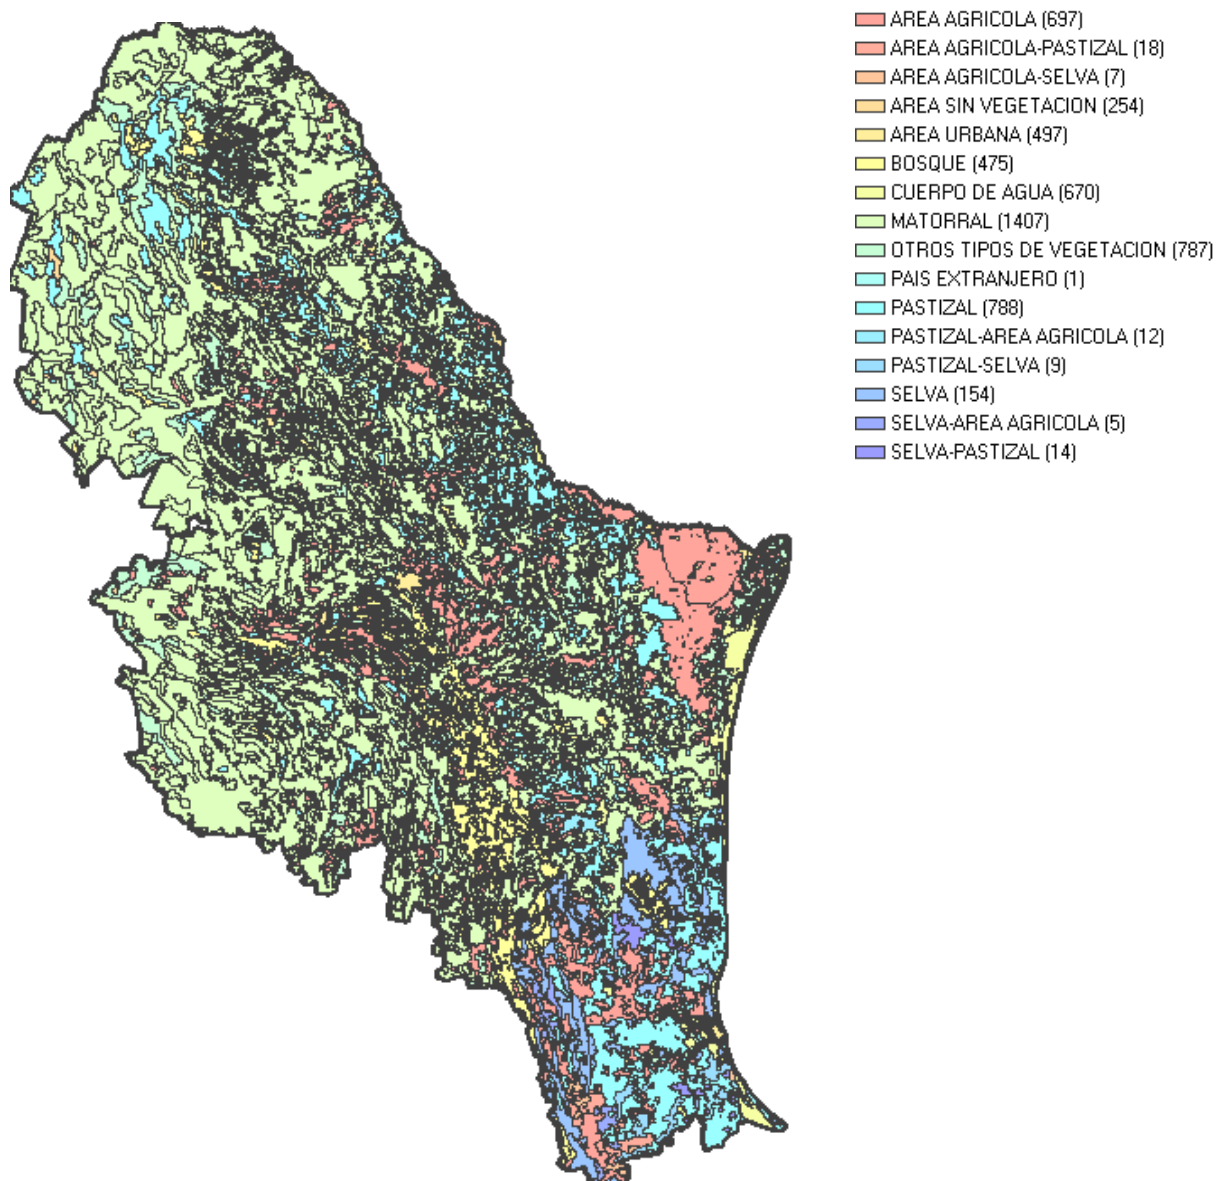 AREA AGRICOLA (697)
AREA AGRICOLA-PASTIZAL (18)
AREA AGRICOLA-SELVA (7)
AREA SIN VEGETACION (254)
AREA URBANA (497)
BOSQUE (475)
CUERPO DE AGUA (670)
MATORRAL (1407)
OTROS TIPOS DE VEGETACION (787)
PAIS EXTRANJERO (1)
PASTIZAL (788)
PASTIZAL-AREA AGRICOLA (12)
PASTIZAL-SELVA (9)
SELVA (154)
SELVA-AREA AGRICOLA (5)
SELVA-PASTIZAL (14)